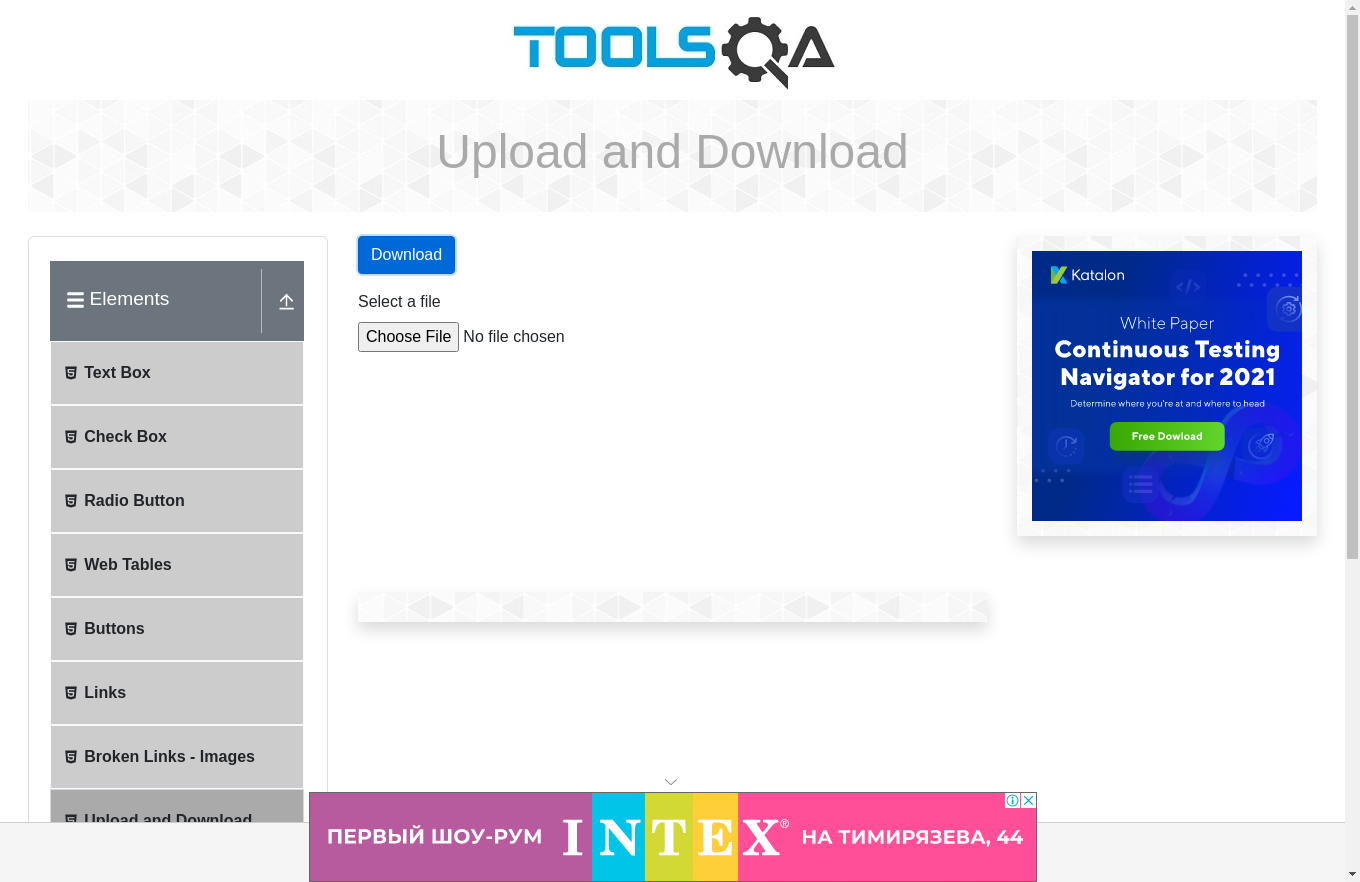 TOOLSQA
Upload and Download
Elements
Text Box
Check Box
Radio Button
Web Tables
Buttons
Links
Broken Links - Images
Upload and Download
Download
Select a file
Choose File No file chosen
Katalon
White Paper
Continuous Testing
Navigator for 2021
Determine where you're at and where to head
Free Dowload
ПЕРВЫЙ ШОУ-РУМ INTEX® НА ТИМИРЯЗЕВА, 44